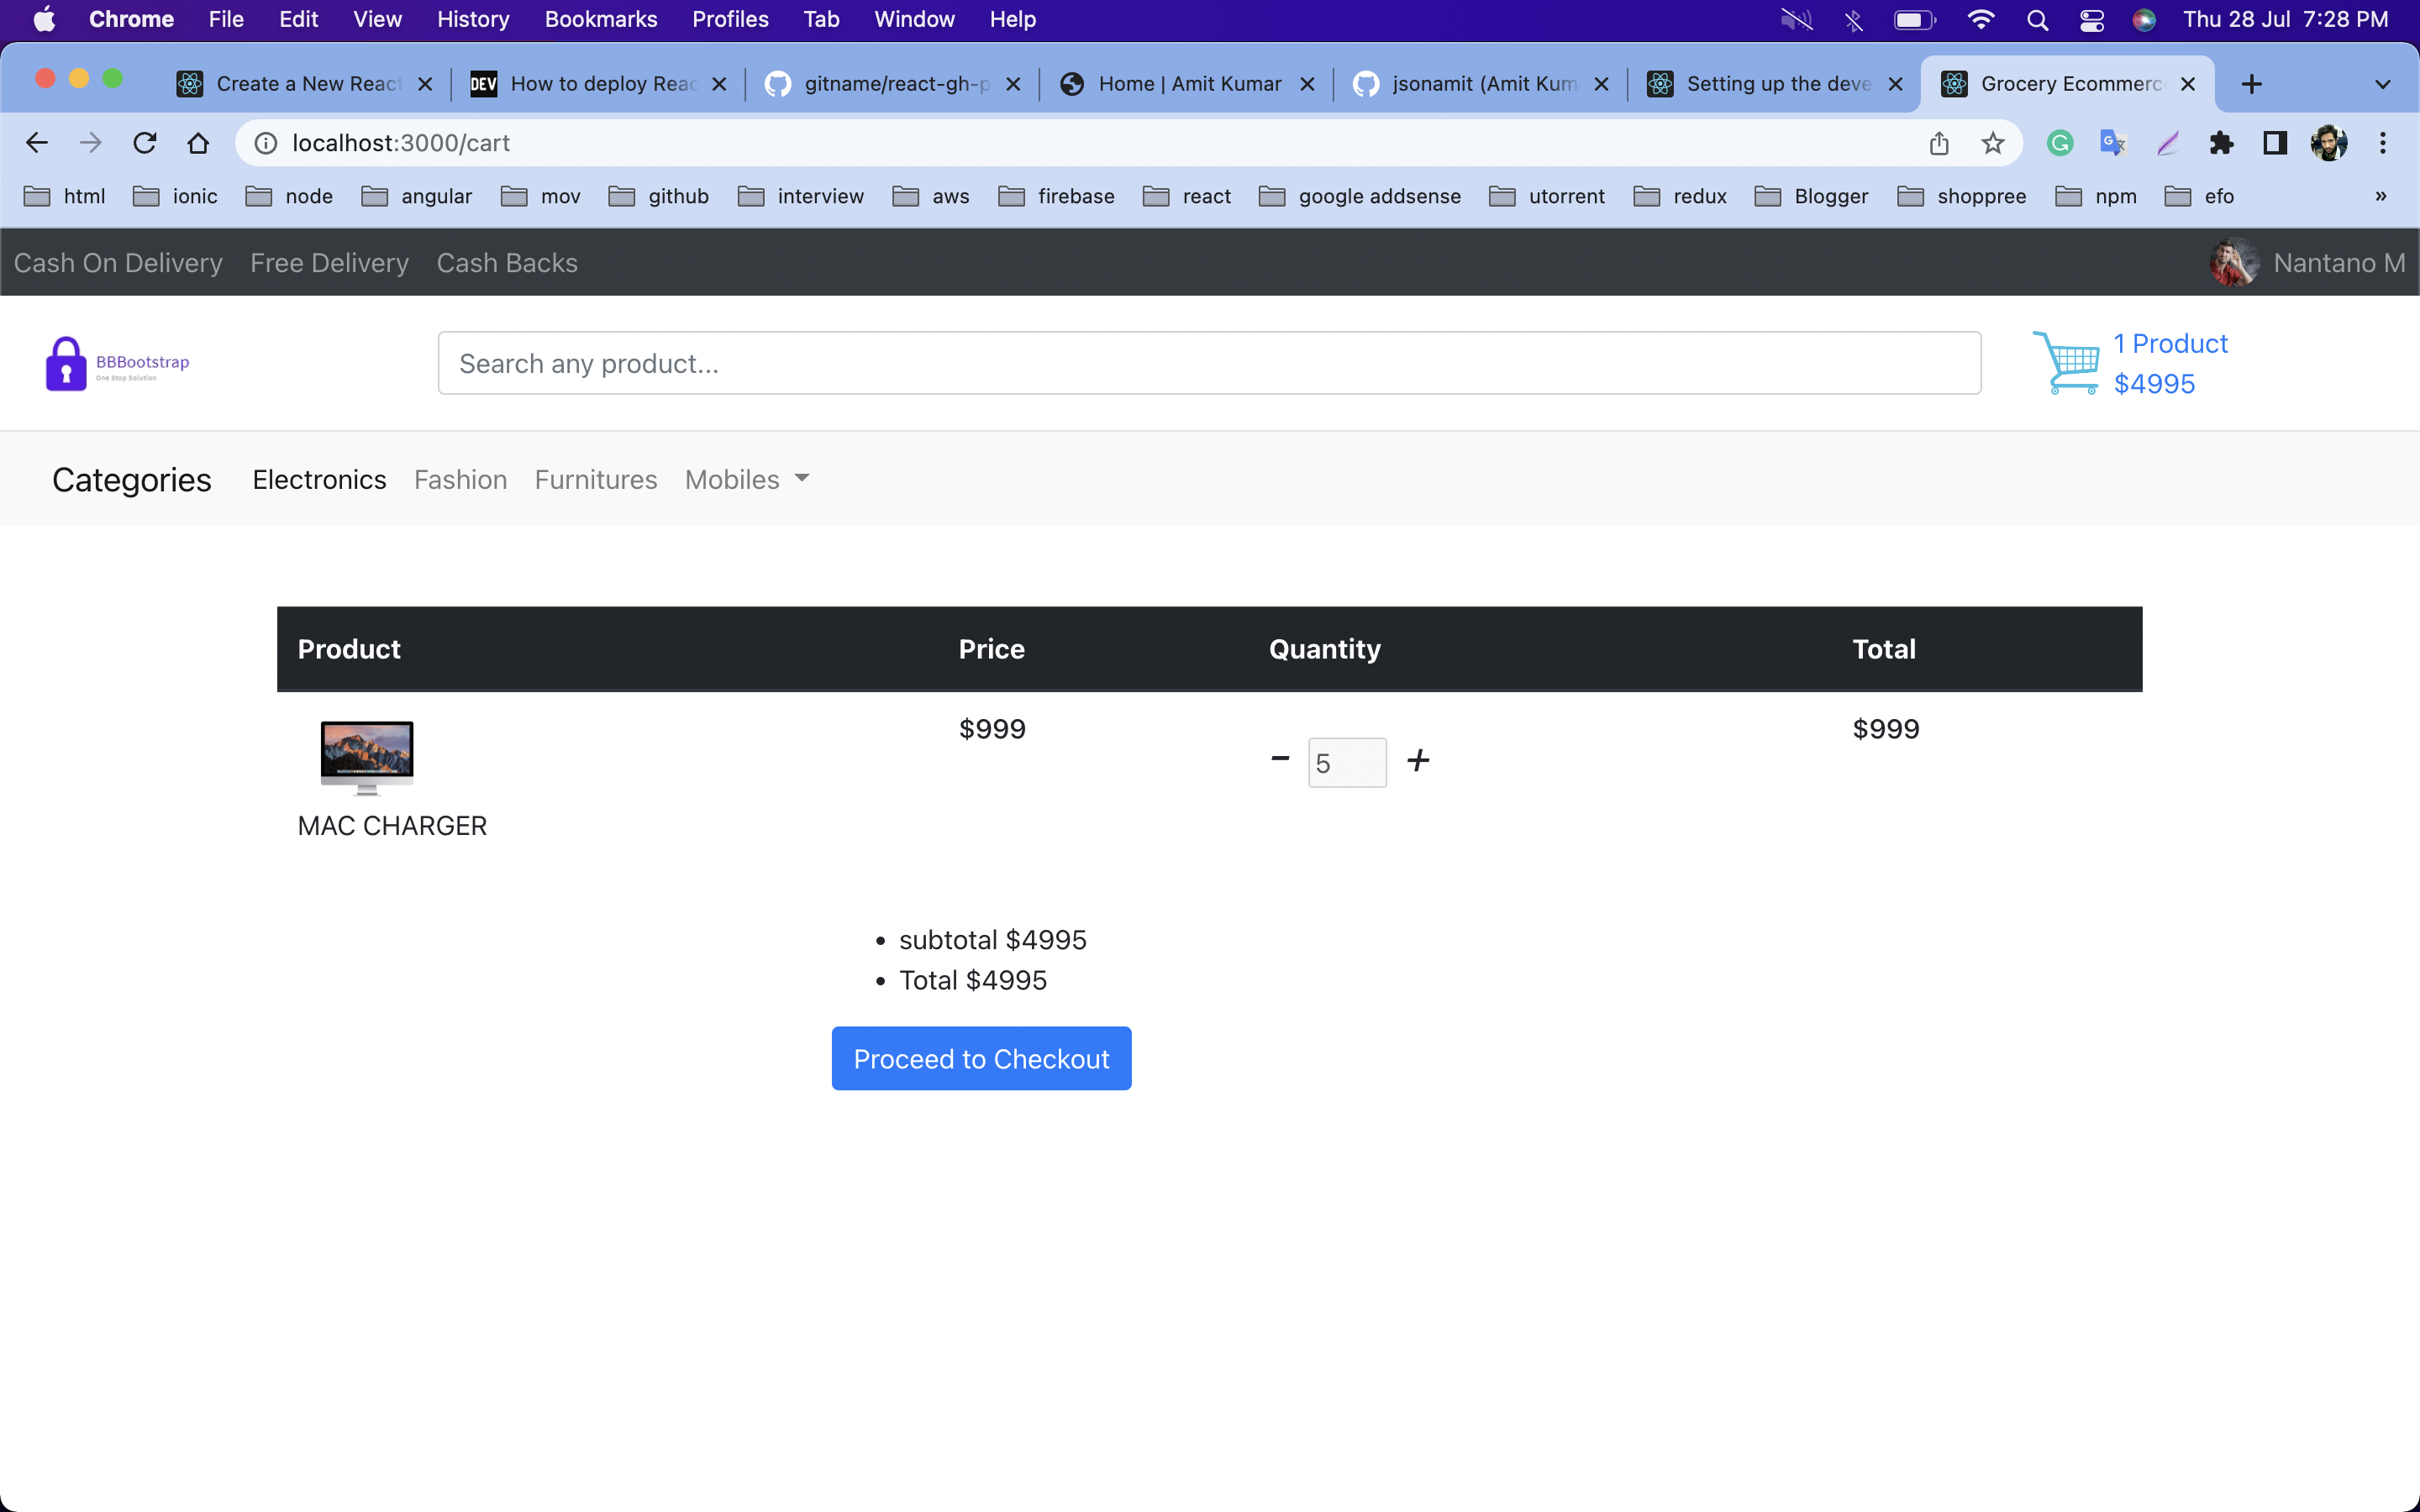 Chrome File Edit View History Bookmarks Profiles Tab Window Help Thu 28 Jul 7:28 PM
Create a New React DEV How to deploy Reac gitname/react-gh-p Home | Amit Kumar jsonamit (Amit Kum Setting up the deve Grocery Ecommerc
localhost:3000/cart
html ionic node angular mov github interview aws firebase react google addsense utorrent redux Blogger shoppree npm efo »
Cash On Delivery Free Delivery Cash Backs Nantano M
BBBootstrap
One Stop Solution
Search any product...
1 Product
$4995
Categories Electronics Fashion Furnitures Mobiles
Product Price Quantity Total
$999 - 5 + $999
MAC CHARGER
• subtotal $4995
• Total $4995
Proceed to Checkout